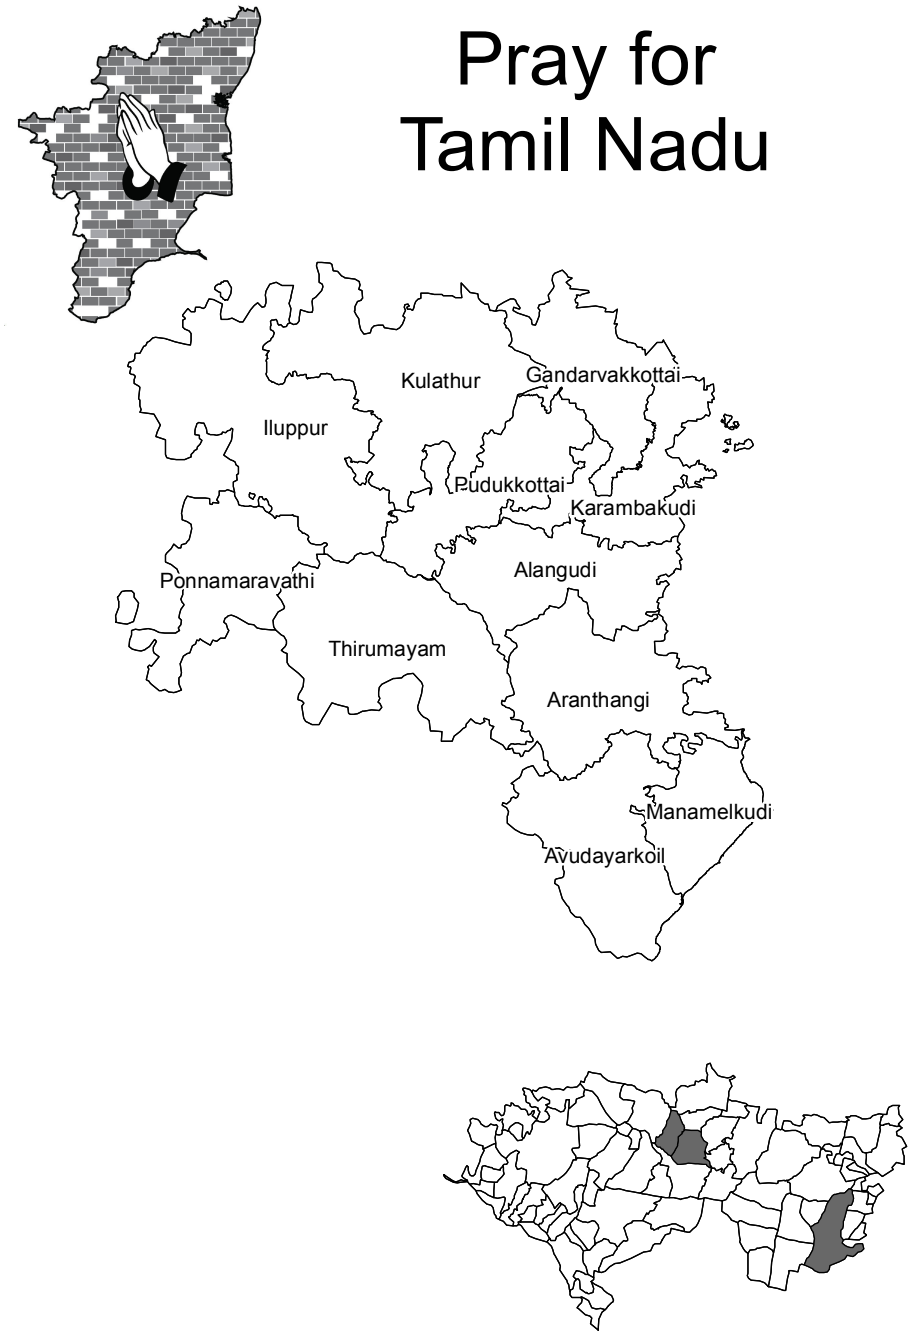 Pray for
Tamil Nadu
Kulathur
Gandarvakkottai
Iluppur
Pudukkottai
Karambakudi
Alangudi
Ponnamaravathi
Thirumayam
Aranthangi
Manamelkudi
Avudayarkoil